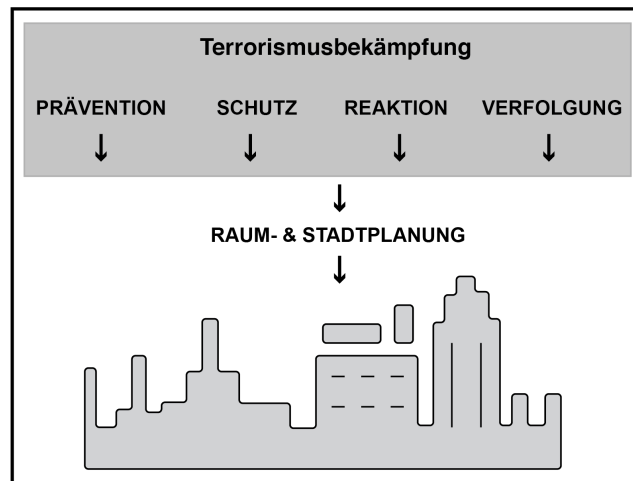 Terrorismusbekämpfung
PRÄVENTION SCHUTZ REAKTION VERFOLGUNG
RAUM- & STADTPLANUNG